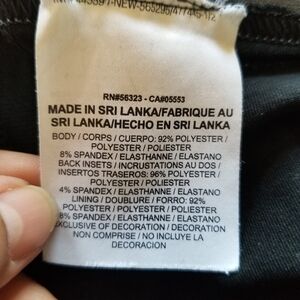 RN#56323 - CA#05553
MADE IN SRI LANKA/FABRIQUE AU
SRI LANKA/HECHO EN SRI LANKA
BODY / CORPS / CUERPO: 92% POLYESTER
/ POLYESTER / POLIESTER
8% SPANDEX / ELASTHANNE / ELASTANO
BACK INSETS / INCRUSTATIONS AU DOS /
INSERTOS TRASEROS: 96% POLYESTER /
POLYESTER / POLIESTER
4% SPANDEX / ELASTHANNE / ELASTANO
LINING / DOUBLURE / FORRO: 92%
POLYESTER / POLYESTER / POLIESTER
8% SPANDEX / ELASTHANNE / ELASTANO
EXCLUSIVE OF DECORATION / DECORATION
NON COMPRISE / NO INCLUYE LA
DECORACION